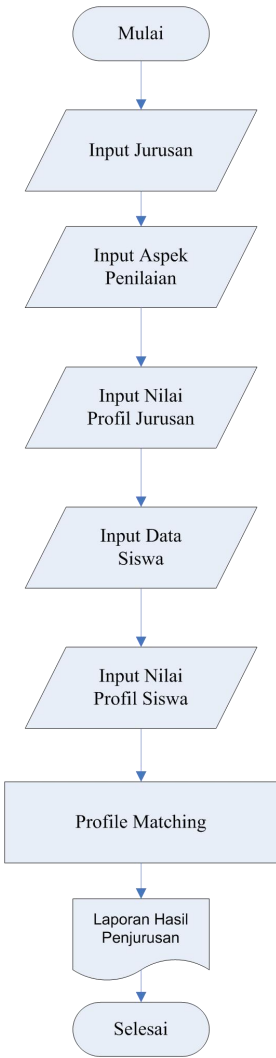 Mulai
Input Jurusan
Input Aspek
Penilaian
Input Nilai
Profil Jurusan
Input Data
Siswa
Input Nilai
Profil Siswa
Profile Matching
Laporan Hasil
Penjurusan
Selesai